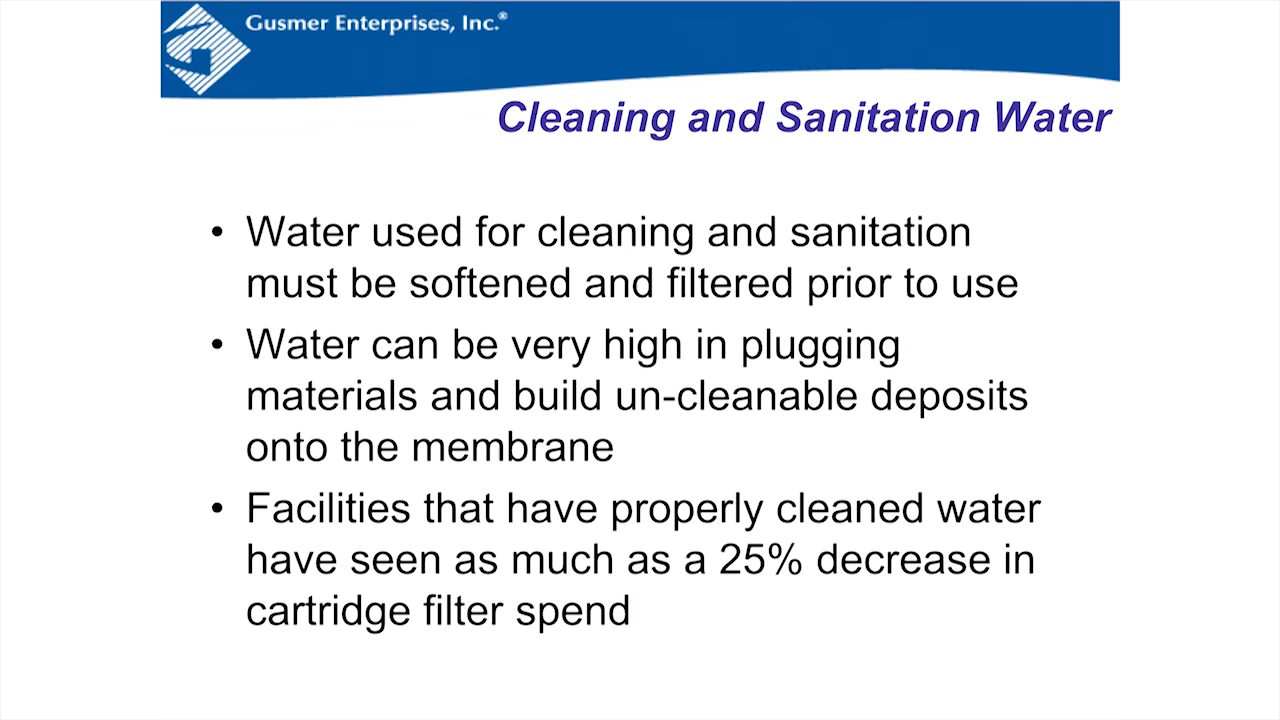 Gusmer Enterprises, Inc.®
Cleaning and Sanitation Water
• Water used for cleaning and sanitation
must be softened and filtered prior to use
• Water can be very high in plugging
materials and build un-cleanable deposits
onto the membrane
• Facilities that have properly cleaned water
have seen as much as a 25% decrease in
cartridge filter spend